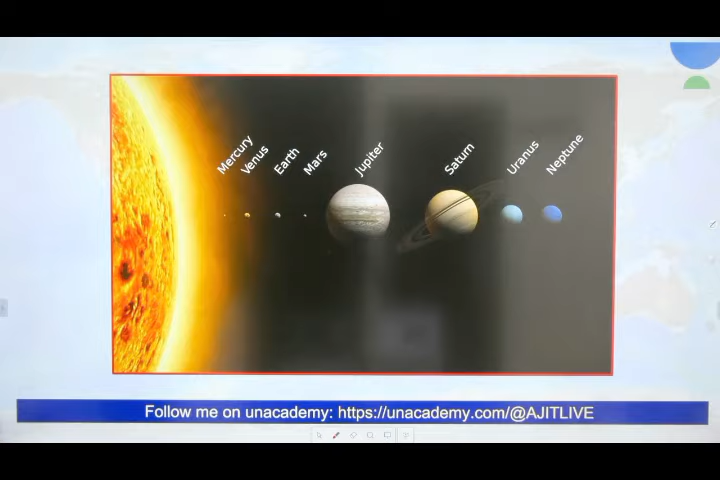 Mercury
Venus
Earth
Mars
Jupiter
Saturn
Uranus
Neptune
Follow me on unacademy: https://unacademy.com/@AJITLIVE